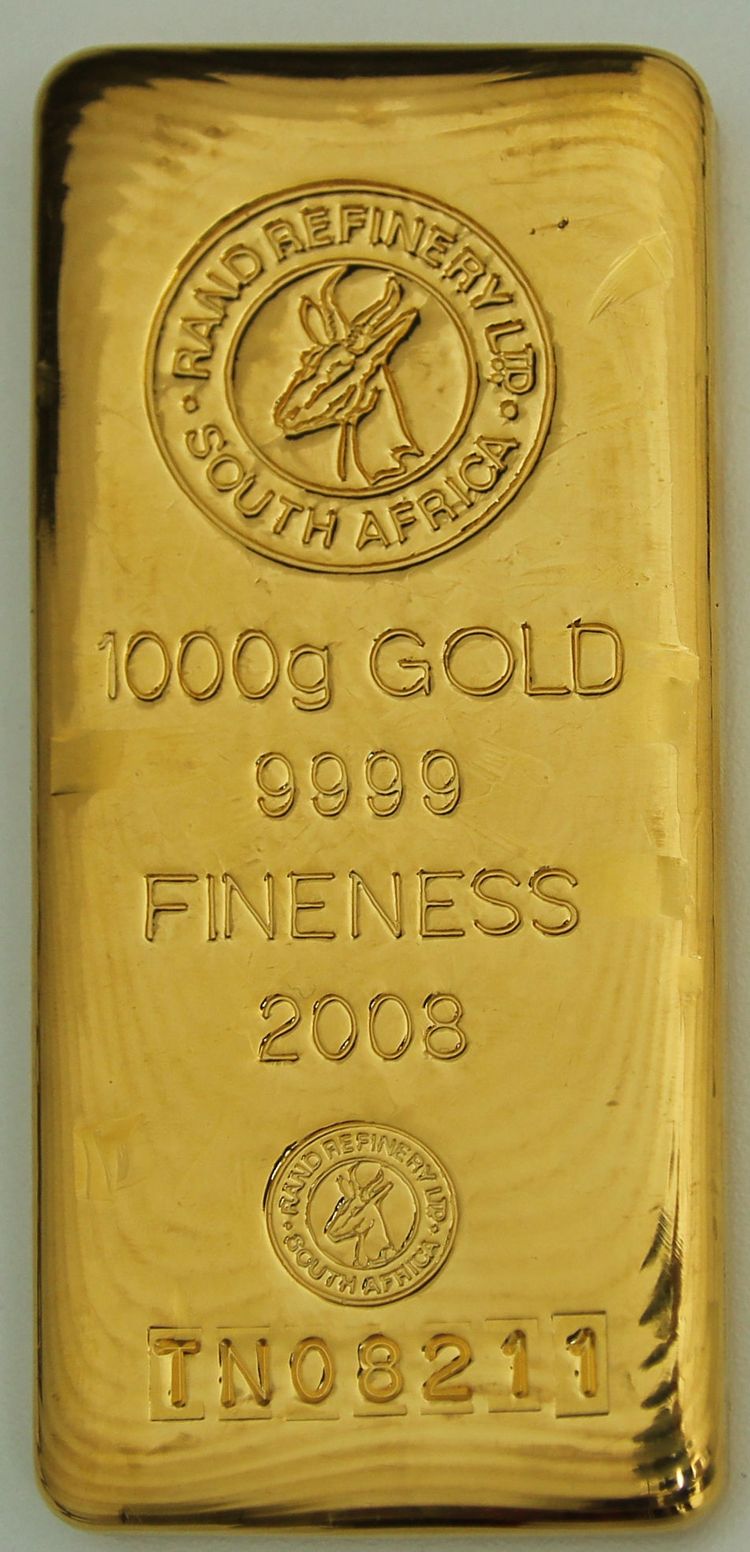 RAND REFINERY LTD.
SOUTH AFRICA
1000g GOLD
9999
FINENESS
2008
RAND REFINERY LTD.
SOUTH AFRICA
TN08211